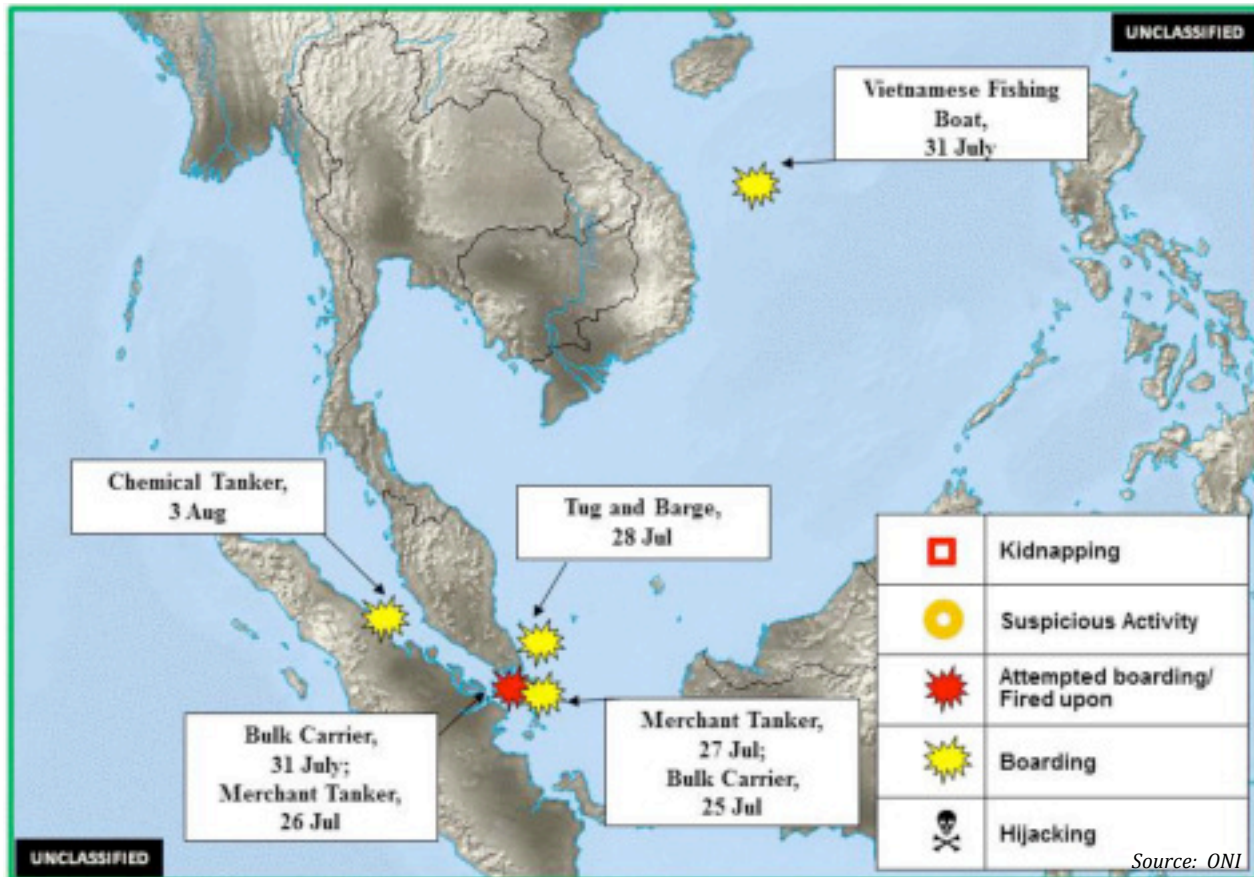 UNCLASSIFIED
Vietnamese Fishing
Boat,
31 July
Chemical Tanker,
3 Aug
Tug and Barge,
28 Jul
Bulk Carrier,
31 July;
Merchant Tanker,
26 Jul
Merchant Tanker,
27 Jul;
Bulk Carrier,
25 Jul
Kidnapping
Suspicious Activity
Attempted boarding/
Fired upon
Boarding
Hijacking
UNCLASSIFIED
Source: ONI